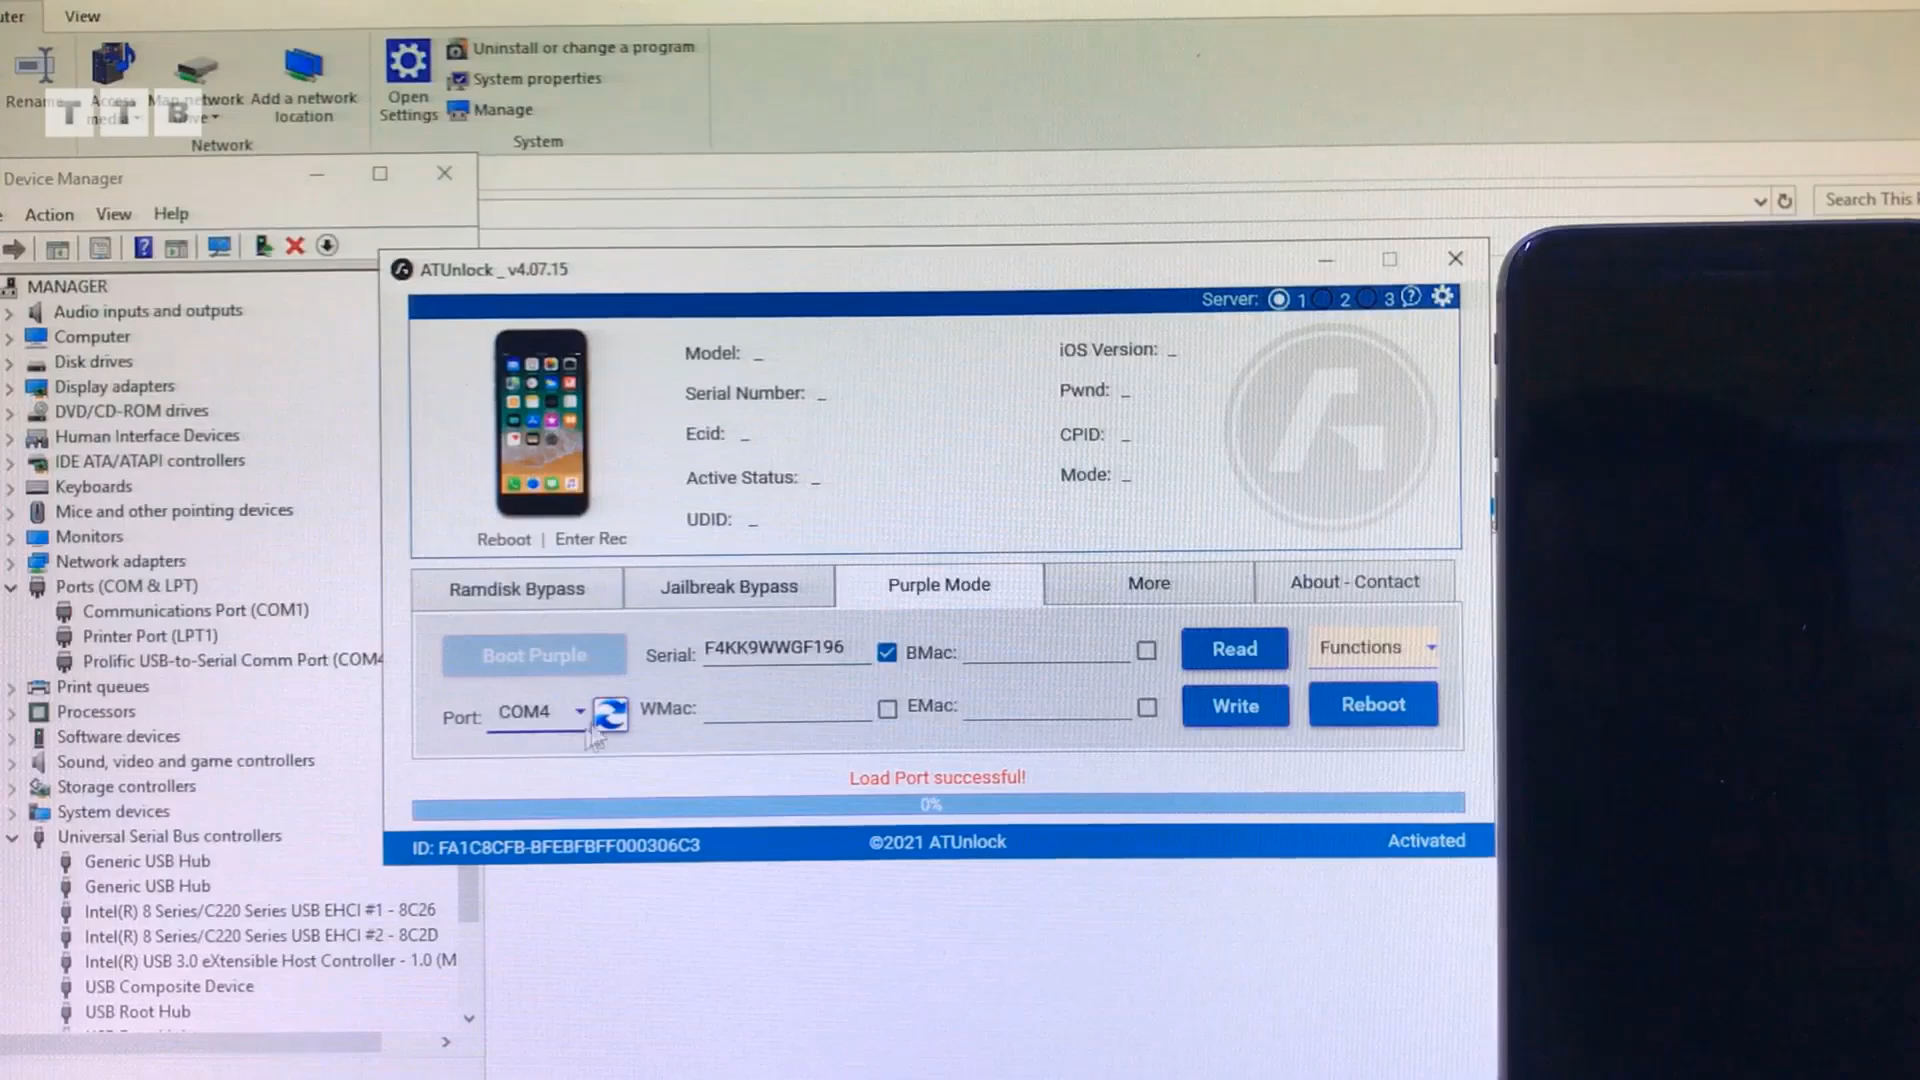 uter View
Rename
Access media
Map network drive
Add a network location
Network
Open Settings
Uninstall or change a program
System properties
Manage
System
T T B
Device Manager
Action View Help
Search This
MANAGER
Audio inputs and outputs
Computer
Disk drives
Display adapters
DVD/CD-ROM drives
Human Interface Devices
IDE ATA/ATAPI controllers
Keyboards
Mice and other pointing devices
Monitors
Network adapters
Ports (COM & LPT)
Communications Port (COM1)
Printer Port (LPT1)
Prolific USB-to-Serial Comm Port (COM4
Print queues
Processors
Software devices
Sound, video and game controllers
Storage controllers
System devices
Universal Serial Bus controllers
Generic USB Hub
Generic USB Hub
Intel(R) 8 Series/C220 Series USB EHCI #1 - 8C26
Intel(R) 8 Series/C220 Series USB EHCI #2 - 8C2D
Intel(R) USB 3.0 eXtensible Host Controller - 1.0 (M
USB Composite Device
USB Root Hub
ATUnlock _ v4.07.15
Server: 1 2 3
Model: _
Serial Number: _
Ecid: _
Active Status: _
UDID: _
iOS Version: _
Pwnd: _
CPID: _
Mode: _
Reboot | Enter Rec
Ramdisk Bypass Jailbreak Bypass Purple Mode More About - Contact
Boot Purple Serial: F4KK9WWGF196 BMac: Read Functions
Port: COM4 WMac: EMac: Write Reboot
Load Port successful!
0%
ID: FA1C8CFB-BFEBFBFF000306C3 ©2021 ATUnlock Activated